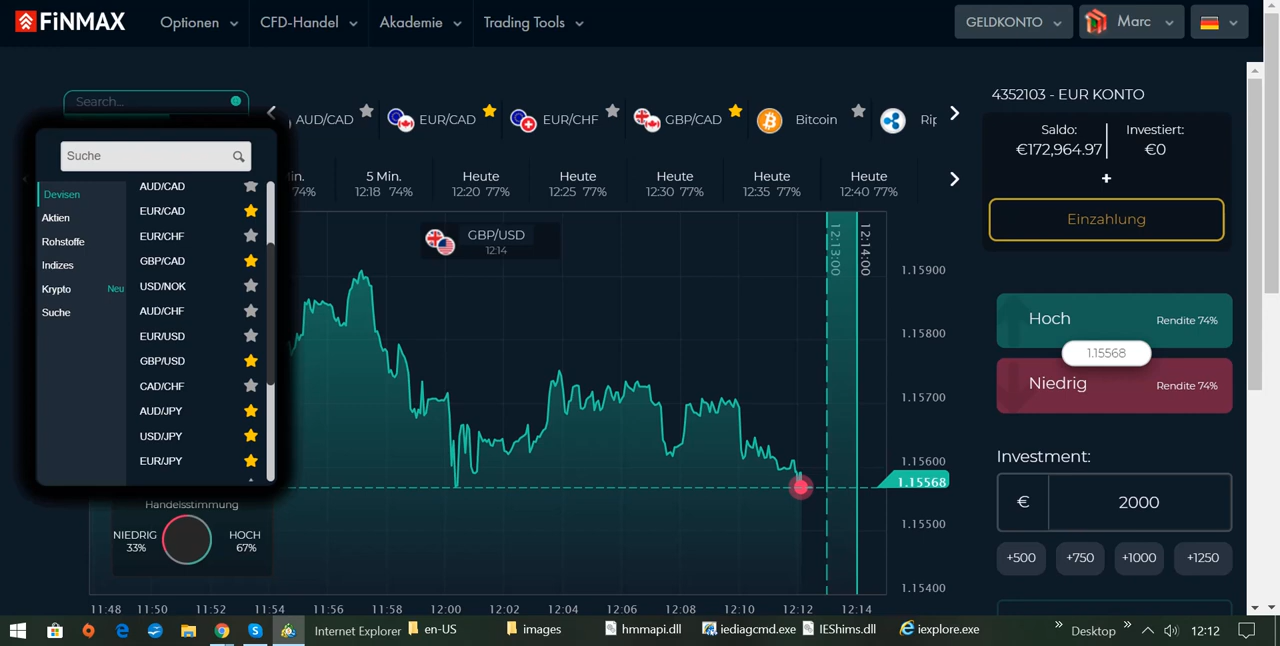 FiNMAX Optionen CFD-Handel Akademie Trading Tools GELDKONTO Marc
Search...
AUD/CAD EUR/CAD EUR/CHF GBP/CAD Bitcoin
5 Min. Heute Heute Heute Heute Heute
74% 12:18 74% 12:20 77% 12:25 77% 12:30 77% 12:35 77% 12:40 77%
Suche
Devisen
Aktien
Rohstoffe
Indizes
Krypto Neu
Suche
AUD/CAD
EUR/CAD
EUR/CHF
GBP/CAD
USD/NOK
AUD/CHF
EUR/USD
GBP/USD
CAD/CHF
AUD/JPY
USD/JPY
EUR/JPY
GBP/USD
12:14
12:13:00
12:14:00
1.15900
1.15800
1.15700
1.15600
1.15568
1.15500
1.15400
Handelsstimmung
NIEDRIG HOCH
33% 67%
11:48 11:50 11:52 11:54 11:56 11:58 12:00 12:02 12:04 12:06 12:08 12:10 12:12 12:14
4352103 - EUR KONTO
Saldo: Investiert:
€172,964.97 €0
+
Einzahlung
Hoch Rendite 74%
1.15568
Niedrig Rendite 74%
Investment:
€ 2000
+500 +750 +1000 +1250
Internet Explorer en-US images hmmapi.dll iediagcmd.exe IEShims.dll iexplore.exe Desktop 12:12